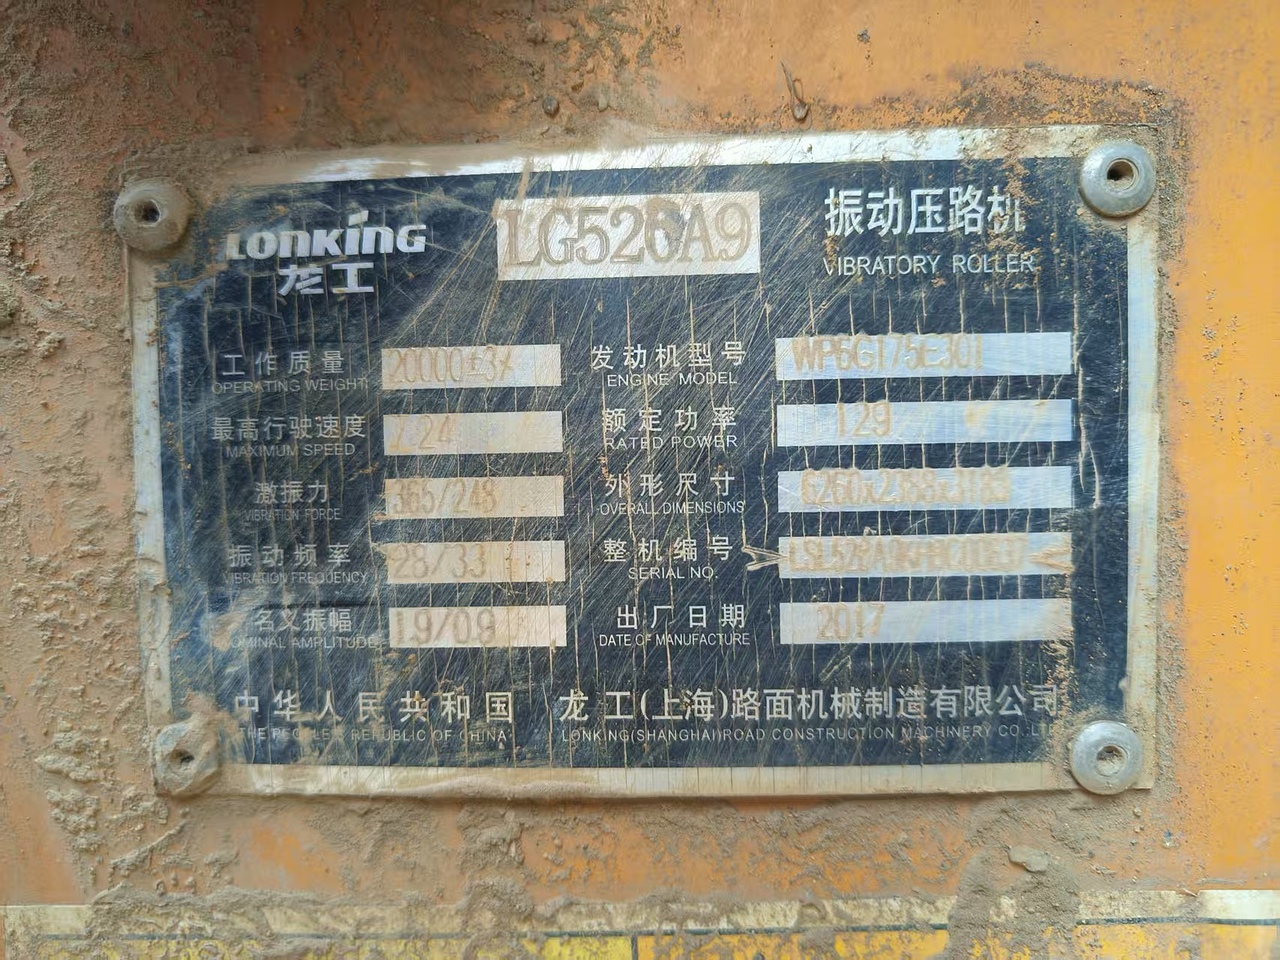 LONKING
龙工
LG526A9
振动压路机
VIBRATORY ROLLER
工作质量
OPERATING WEIGHT
20000±3%
发动机型号
ENGINE MODEL
WP6G175E301
最高行驶速度
MAXIMUM SPEED
额定功率
RATED POWER
129
激振力
VIBRATION FORCE
365/248
外形尺寸
OVERALL DIMENSIONS
振动频率
VIBRATION FREQUENCY
28/33
整机编号
SERIAL NO.
名义振幅
NOMINAL AMPLITUDE
1.9/0.9
出厂日期
DATE OF MANUFACTURE
2017
中华人民共和国 龙工(上海)路面机械制造有限公司
THE PEOPLE'S REPUBLIC OF CHINA LONKING(SHANGHAI)ROAD CONSTRUCTION MACHINERY CO.,LTD